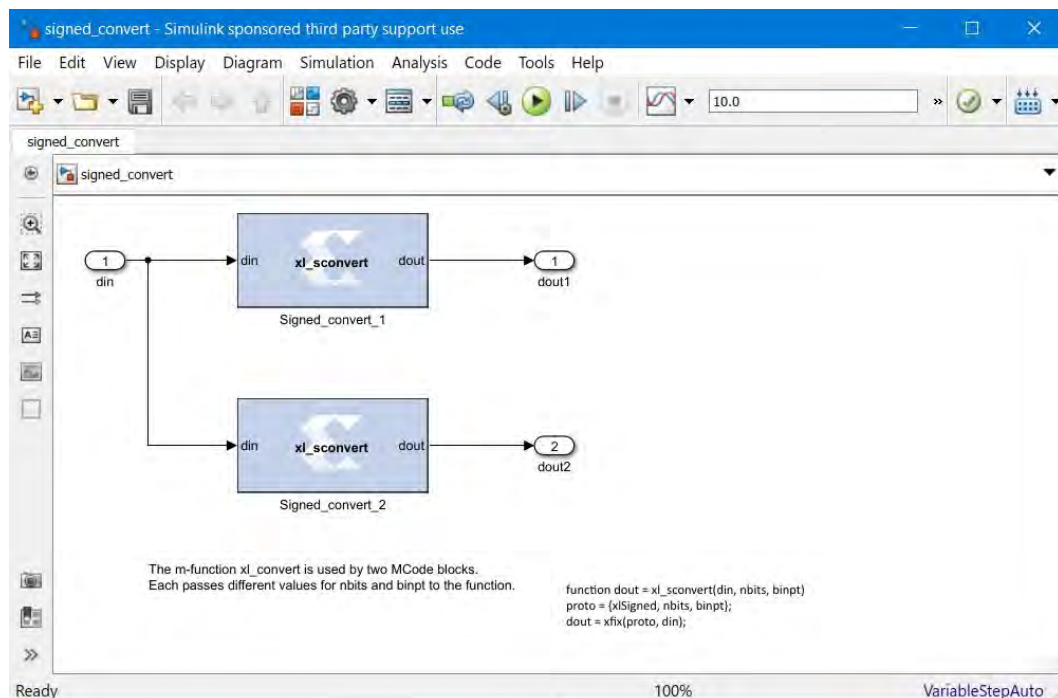 signed_convert - Simulink sponsored third party support use
File Edit View Display Diagram Simulation Analysis Code Tools Help
10.0
»
signed_convert
signed_convert
1
din
din
xl_sconvert
dout
Signed_convert_1
1
dout1
din
xl_sconvert
dout
Signed_convert_2
2
dout2
The m-function xl_convert is used by two MCode blocks.
Each passes different values for nbits and binpt to the function.
function dout = xl_sconvert(din, nbits, binpt)
proto = {xlSigned, nbits, binpt};
dout = xfix(proto, din);
Ready
100%
VariableStepAuto